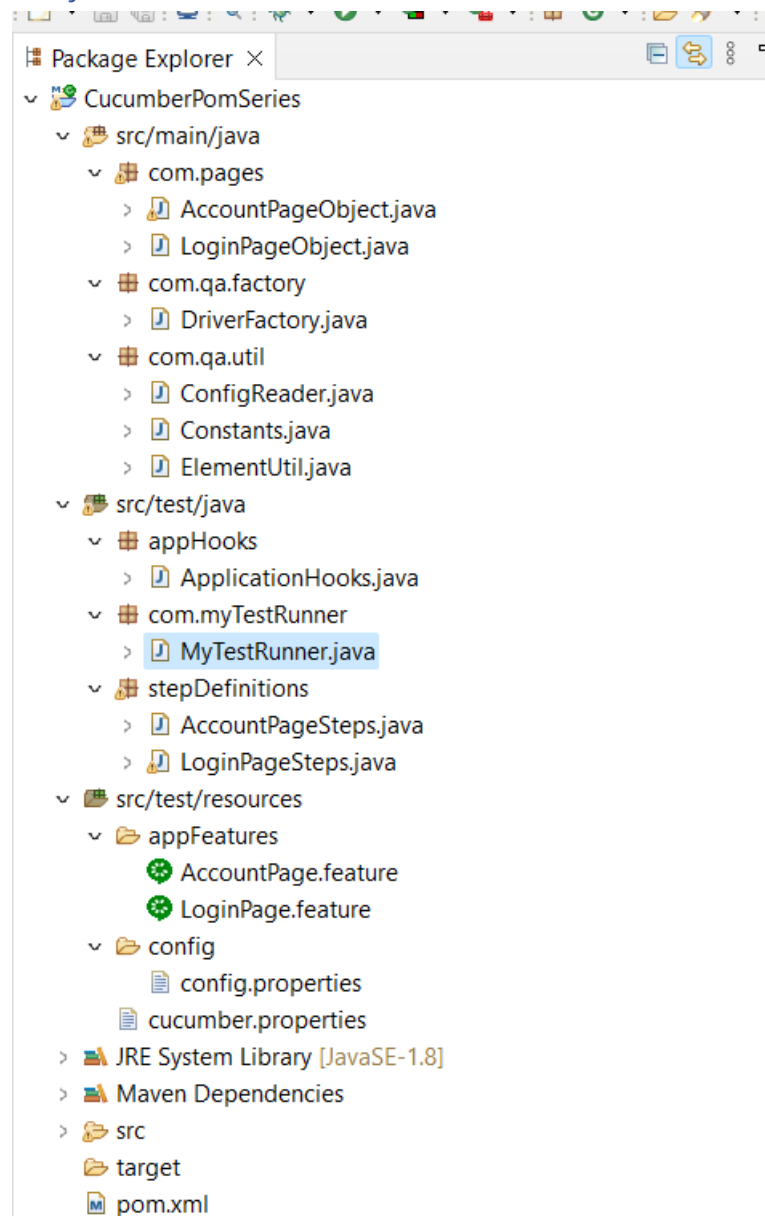 Package Explorer
CucumberPomSeries
src/main/java
com.pages
AccountPageObject.java
LoginPageObject.java
com.qa.factory
DriverFactory.java
com.qa.util
ConfigReader.java
Constants.java
ElementUtil.java
src/test/java
appHooks
ApplicationHooks.java
com.myTestRunner
MyTestRunner.java
stepDefinitions
AccountPageSteps.java
LoginPageSteps.java
src/test/resources
appFeatures
AccountPage.feature
LoginPage.feature
config
config.properties
cucumber.properties
JRE System Library [JavaSE-1.8]
Maven Dependencies
src
target
pom.xml